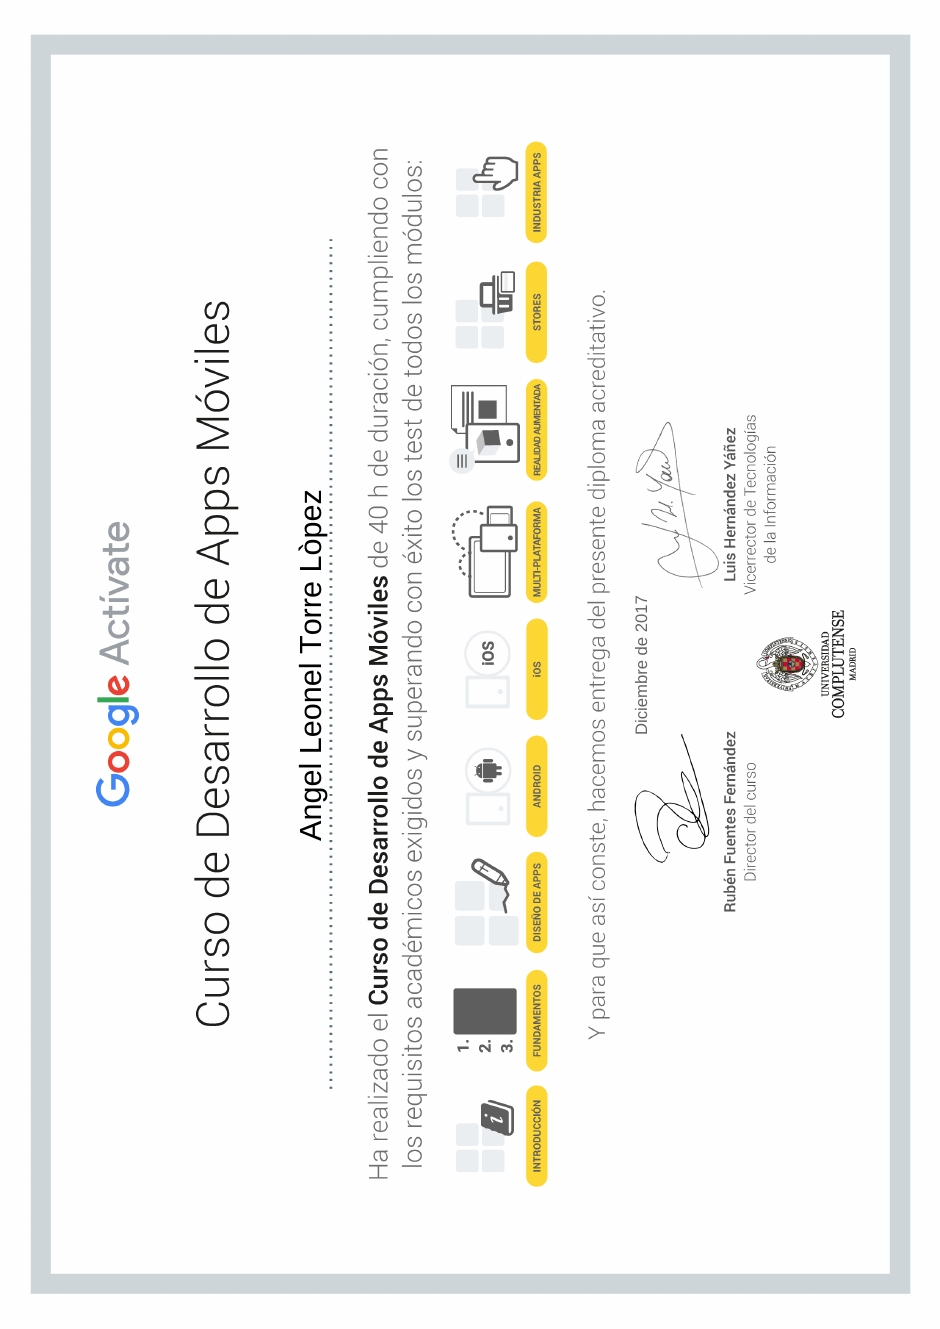 Google Actívate
Curso de Desarrollo de Apps Móviles
Angel Leonel Torre Lòpez
Ha realizado el Curso de Desarrollo de Apps Móviles de 40 h de duración, cumpliendo con
los requisitos académicos exigidos y superando con éxito los test de todos los módulos:
1.
2.
3.
i
iOS
INTRODUCCIÓN
FUNDAMENTOS
DISEÑO DE APPS
ANDROID
iOS
MULTI-PLATAFORMA
REALIDAD AUMENTADA
STORES
INDUSTRIA APPS
Y para que así conste, hacemos entrega del presente diploma acreditativo.
Diciembre de 2017
Rubén Fuentes Fernández
Director del curso
Luis Hernández Yáñez
Vicerrector de Tecnologías
de la Información
UNIVERSIDAD
COMPLUTENSE
MADRID